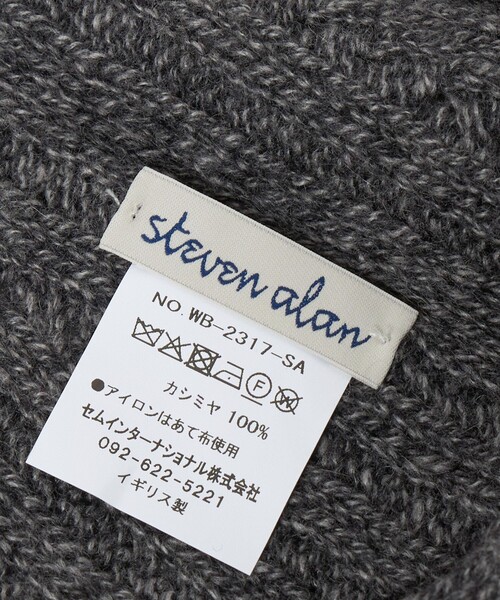 steven alan
NO. WB-2317-SA
カシミヤ 100%
●アイロンはあて布使用
セムインターナショナル株式会社
092-622-5221
イギリス製